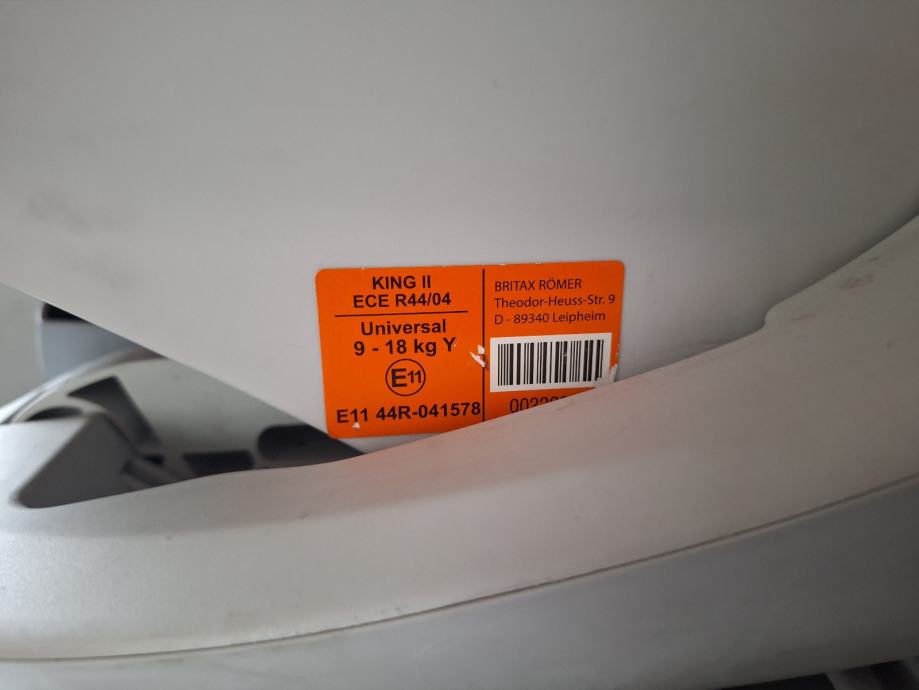 KING II
ECE R44/04
Universal
9 - 18 kg Y
E11
E11 44R-041578
BRITAX RÖMER
Theodor-Heuss-Str. 9
D - 89340 Leipheim